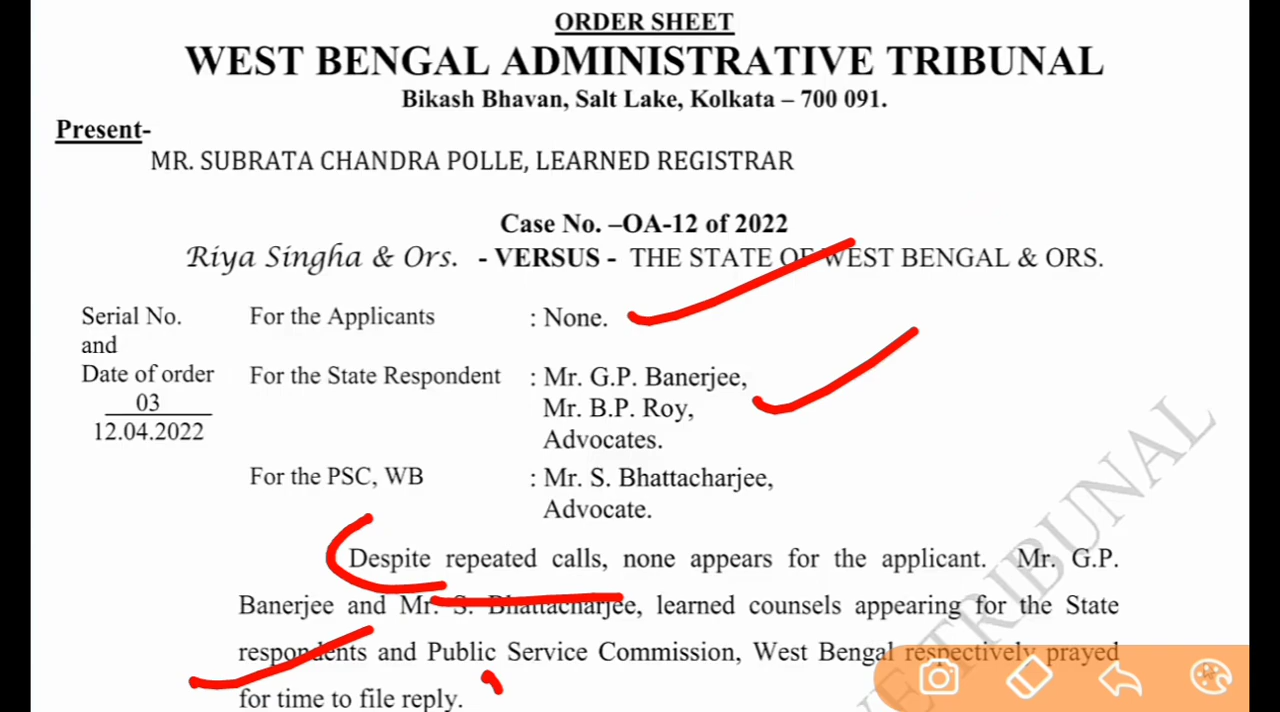 ORDER SHEET
WEST BENGAL ADMINISTRATIVE TRIBUNAL
Bikash Bhavan, Salt Lake, Kolkata – 700 091.
Present-
MR. SUBRATA CHANDRA POLLE, LEARNED REGISTRAR
Case No. –OA-12 of 2022
Riya Singha & Ors. - VERSUS - THE STATE OF WEST BENGAL & ORS.
Serial No.
and
Date of order
03
12.04.2022
For the Applicants : None.
For the State Respondent : Mr. G.P. Banerjee,
Mr. B.P. Roy,
Advocates.
For the PSC, WB : Mr. S. Bhattacharjee,
Advocate.
Despite repeated calls, none appears for the applicant. Mr. G.P.
Banerjee and Mr. S. Bhattacharjee, learned counsels appearing for the State
respondents and Public Service Commission, West Bengal respectively prayed
for time to file reply.
TRIBUNAL